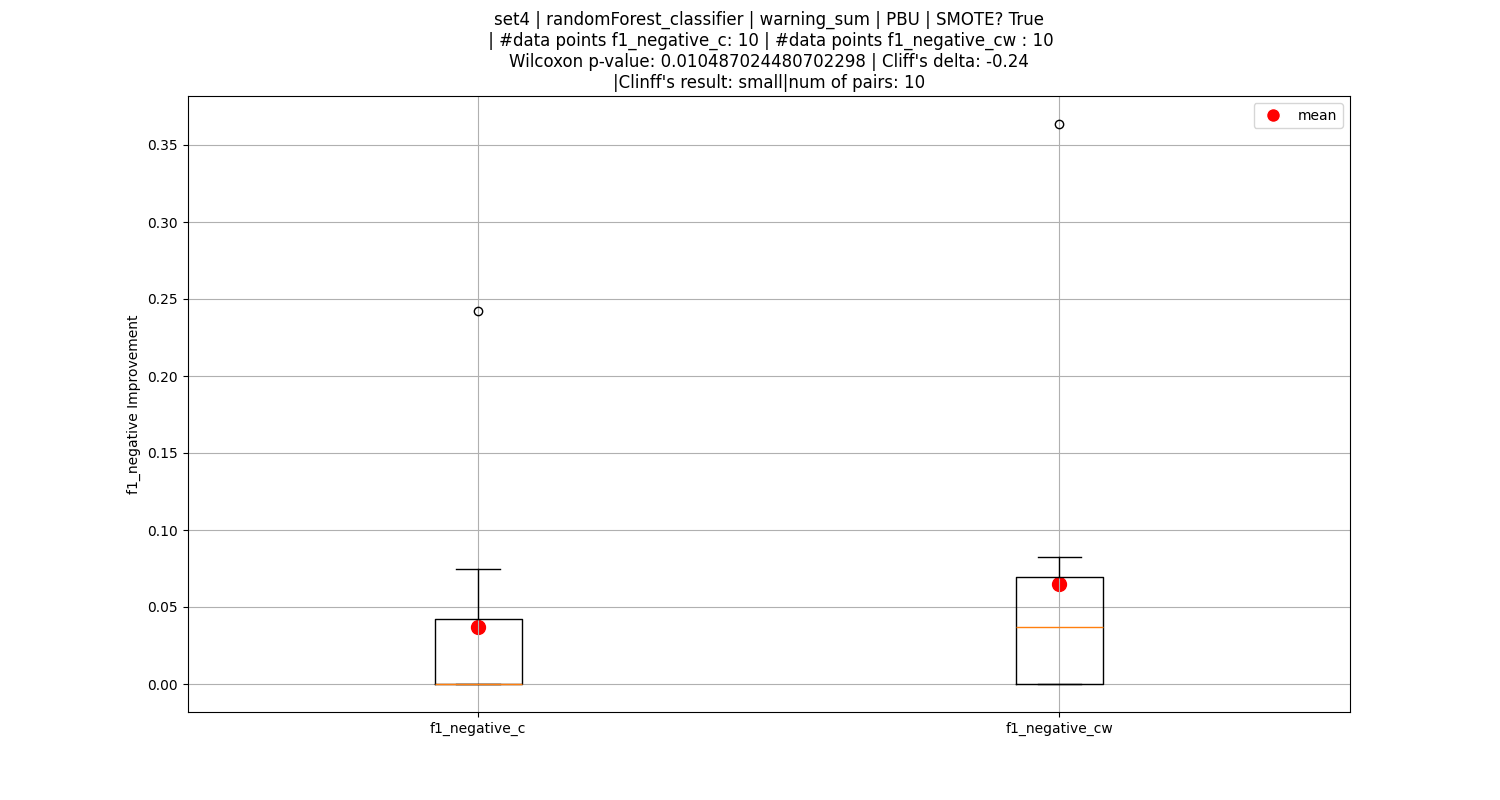 set4 | randomForest_classifier | warning_sum | PBU | SMOTE? True
| #data points f1_negative_c: 10 | #data points f1_negative_cw : 10
Wilcoxon p-value: 0.010487024480702298 | Cliff's delta: -0.24
|Clinff's result: small|num of pairs: 10
mean
0.35
0.30
0.25
0.20
0.15
0.10
0.05
0.00
f1_negative Improvement
f1_negative_c
f1_negative_cw